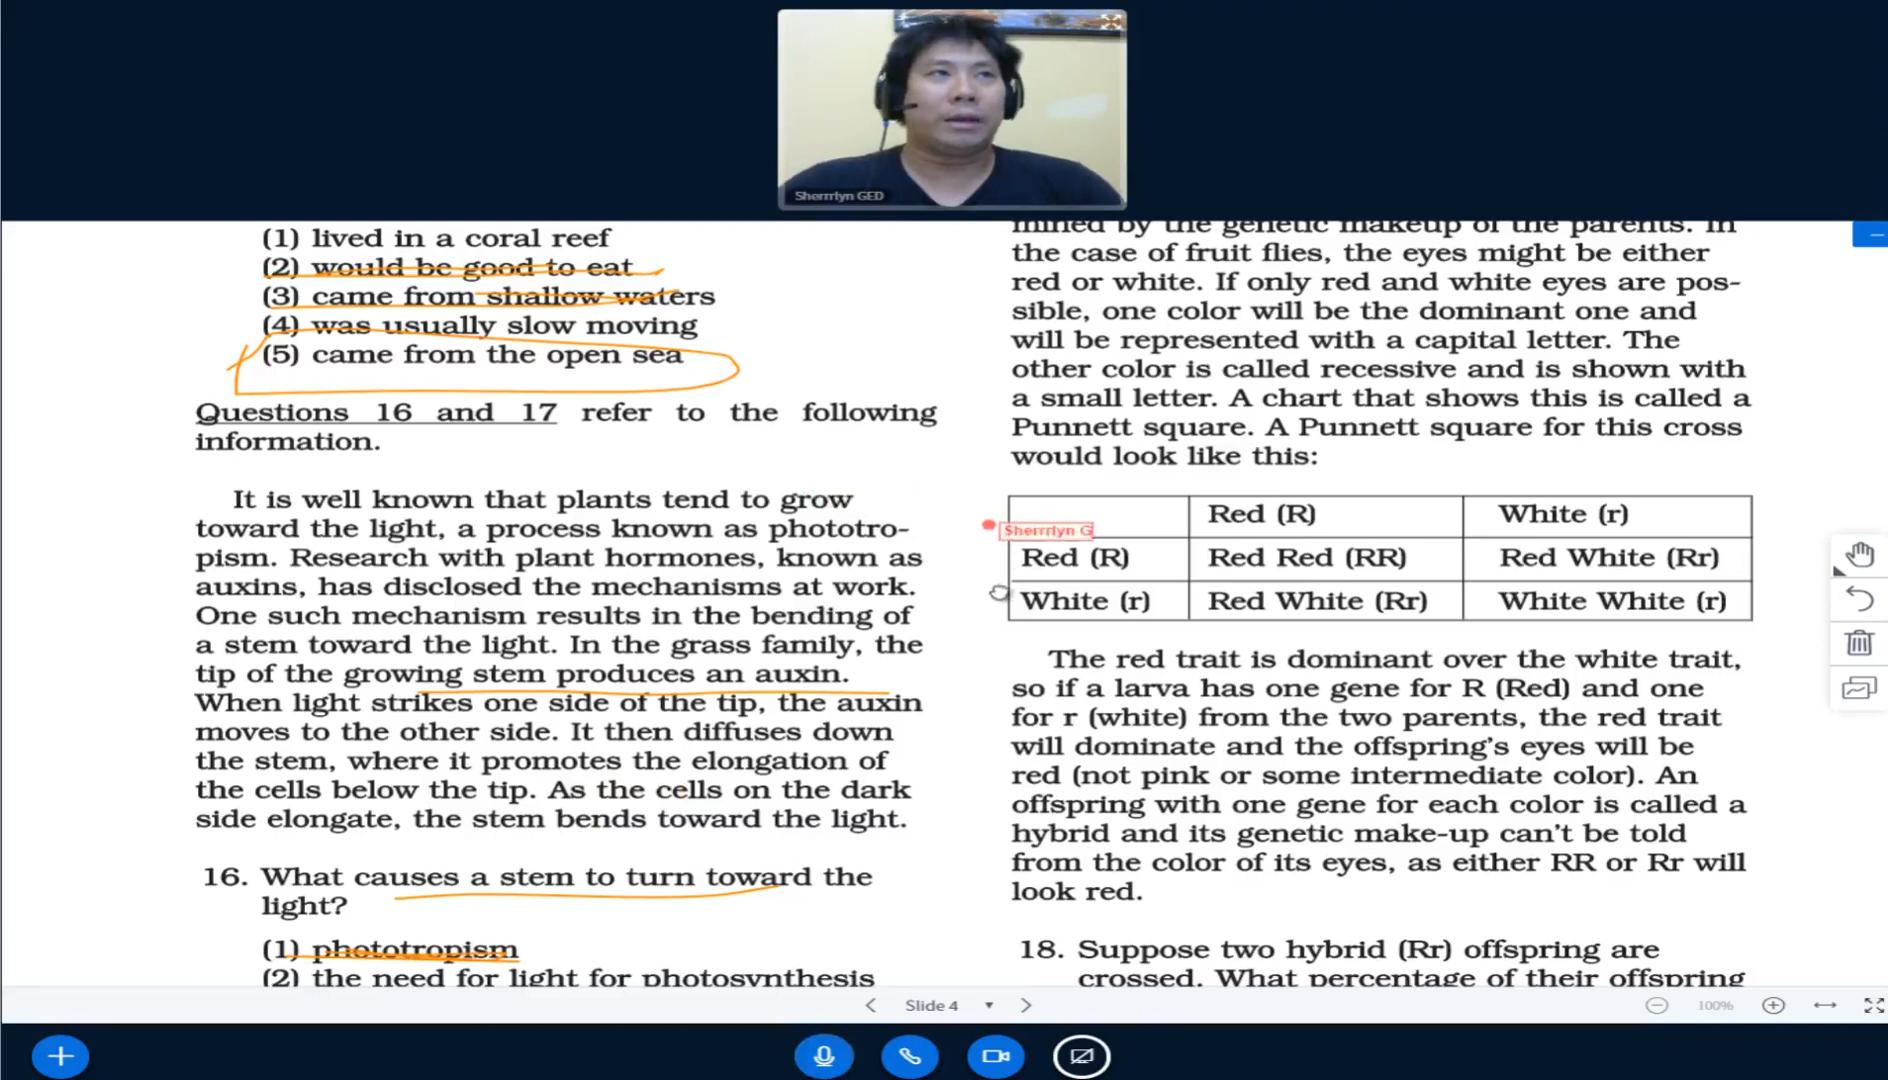 Sherrrlyn GED
(1) lived in a coral reef
(2) would be good to eat
(3) came from shallow waters
(4) was usually slow moving
(5) came from the open sea
Questions 16 and 17 refer to the following
information.
It is well known that plants tend to grow
toward the light, a process known as phototro-
pism. Research with plant hormones, known as
auxins, has disclosed the mechanisms at work.
One such mechanism results in the bending of
a stem toward the light. In the grass family, the
tip of the growing stem produces an auxin.
When light strikes one side of the tip, the auxin
moves to the other side. It then diffuses down
the stem, where it promotes the elongation of
the cells below the tip. As the cells on the dark
side elongate, the stem bends toward the light.
16. What causes a stem to turn toward the
light?
(1) phototropism
(2) the need for light for photosynthesis
mined by the genetic makeup of the parents. In
the case of fruit flies, the eyes might be either
red or white. If only red and white eyes are pos-
sible, one color will be the dominant one and
will be represented with a capital letter. The
other color is called recessive and is shown with
a small letter. A chart that shows this is called a
Punnett square. A Punnett square for this cross
would look like this:
Red (R) White (r)
Sherrrlyn G
Red (R) Red Red (RR) Red White (Rr)
White (r) Red White (Rr) White White (r)
The red trait is dominant over the white trait,
so if a larva has one gene for R (Red) and one
for r (white) from the two parents, the red trait
will dominate and the offspring's eyes will be
red (not pink or some intermediate color). An
offspring with one gene for each color is called a
hybrid and its genetic make-up can't be told
from the color of its eyes, as either RR or Rr will
look red.
18. Suppose two hybrid (Rr) offspring are
crossed. What percentage of their offspring
Slide 4
100%